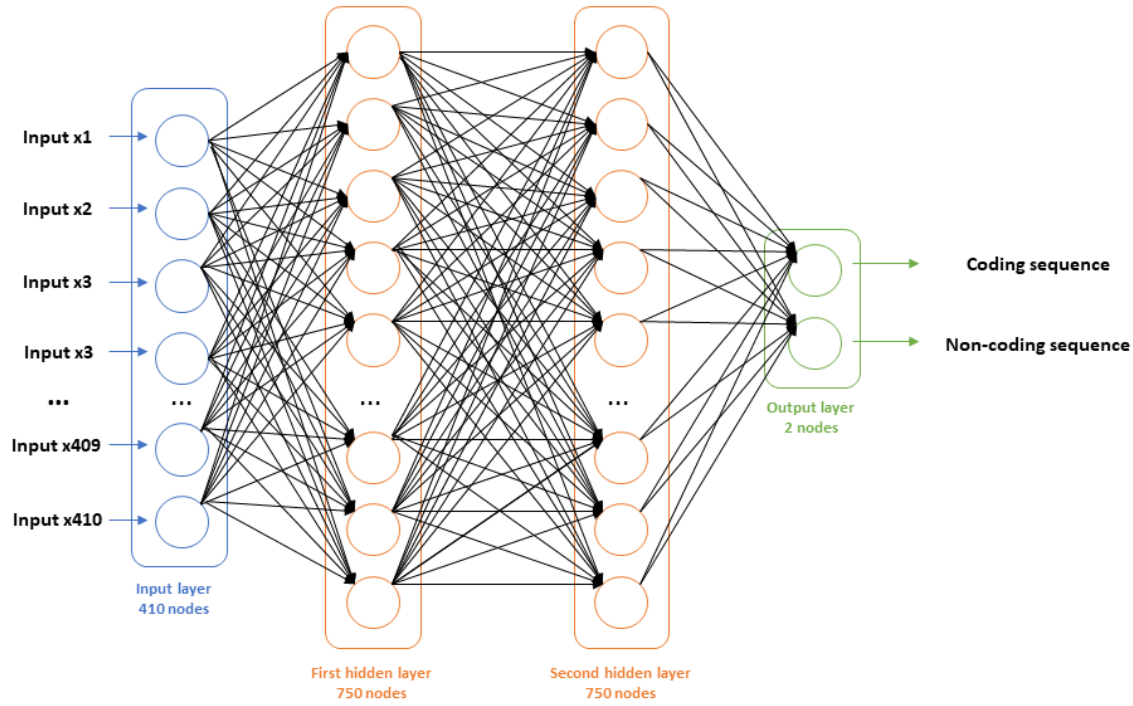 Input x1
Input x2
Input x3
Input x3
...
Input x409
Input x410
...
Input layer
410 nodes
...
First hidden layer
750 nodes
...
Second hidden layer
750 nodes
Output layer
2 nodes
Coding sequence
Non-coding sequence